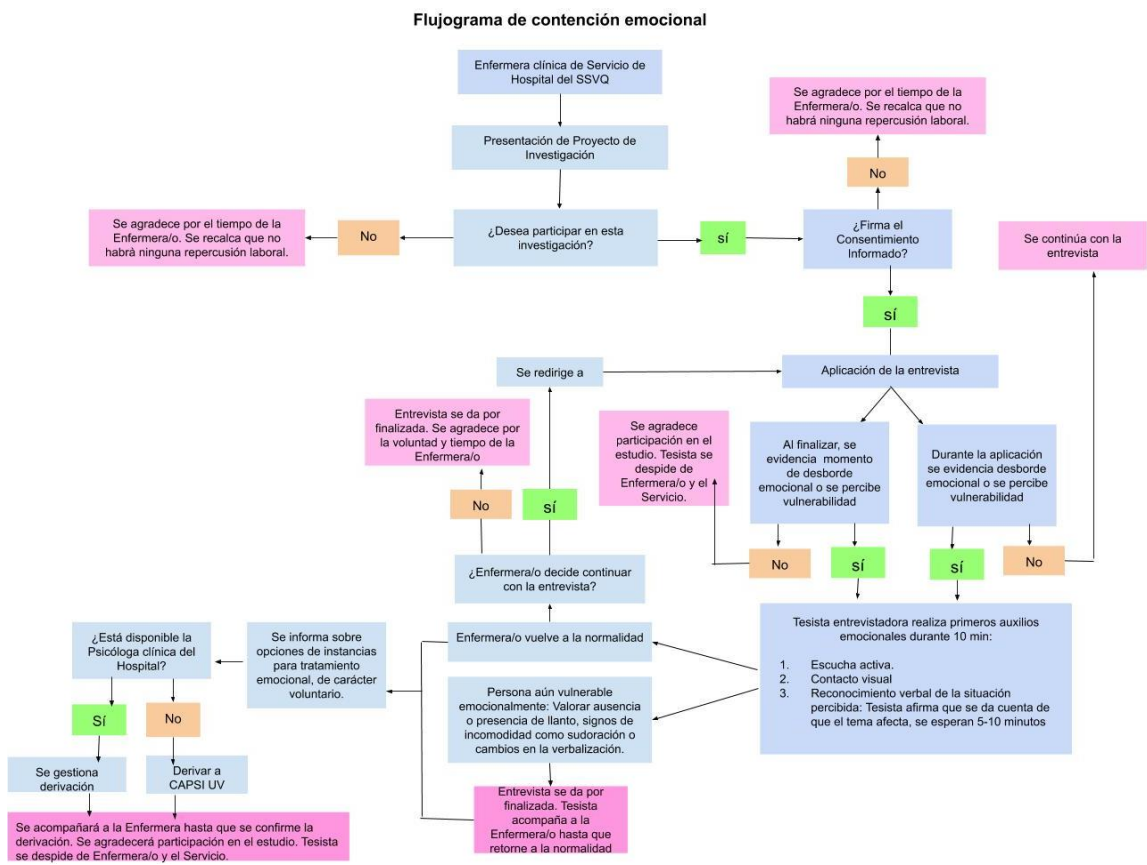 Flujograma de contención emocional
Enfermera clínica de Servicio de
Hospital del SSVQ
Presentación de Proyecto de
Investigación
Se agradece por el tiempo de la
Enfermera/o. Se recalca que no
habrá ninguna repercusión laboral.
No
Se agradece por el tiempo de la
Enfermera/o. Se recalca que no
habrà ninguna repercusión laboral.
No
¿Desea participar en esta
investigación?
sí
¿Firma el
Consentimiento
Informado?
Se continúa con la
entrevista
sí
Se redirige a
Aplicación de la entrevista
Entrevista se da por
finalizada. Se agradece por
la voluntad y tiempo de la
Enfermera/o
Se agradece
participación en el
estudio. Tesista se
despide de
Enfermera/o y el
Servicio.
Al finalizar, se
evidencia momento
de desborde
emocional o se percibe
vulnerabilidad
Durante la aplicación
se evidencia desborde
emocional o se percibe
vulnerabilidad
No
sí
No
sí
sí
No
¿Enfermera/o decide continuar
con la entrevista?
¿Está disponible la
Psicóloga clínica del
Hospital?
Se informa sobre
opciones de instancias
para tratamiento
emocional, de carácter
voluntario.
Enfermera/o vuelve a la normalidad
Tesista entrevistadora realiza primeros auxilios
emocionales durante 10 min:
1. Escucha activa.
2. Contacto visual
3. Reconocimiento verbal de la situación
percibida: Tesista afirma que se da cuenta de
que el tema afecta, se esperan 5-10 minutos
Persona aún vulnerable
emocionalmente: Valorar ausencia
o presencia de llanto, signos de
incomodidad como sudoración o
cambios en la verbalización.
Sí
No
Se gestiona
derivación
Derivar a
CAPSI UV
Entrevista se da por
finalizada. Tesista
acompaña a la
Enfermera/o hasta que
retorne a la normalidad
Se acompañará a la Enfermera hasta que se confirme la
derivación. Se agradecerá participación en el estudio. Tesista
se despide de Enfermera/o y el Servicio.